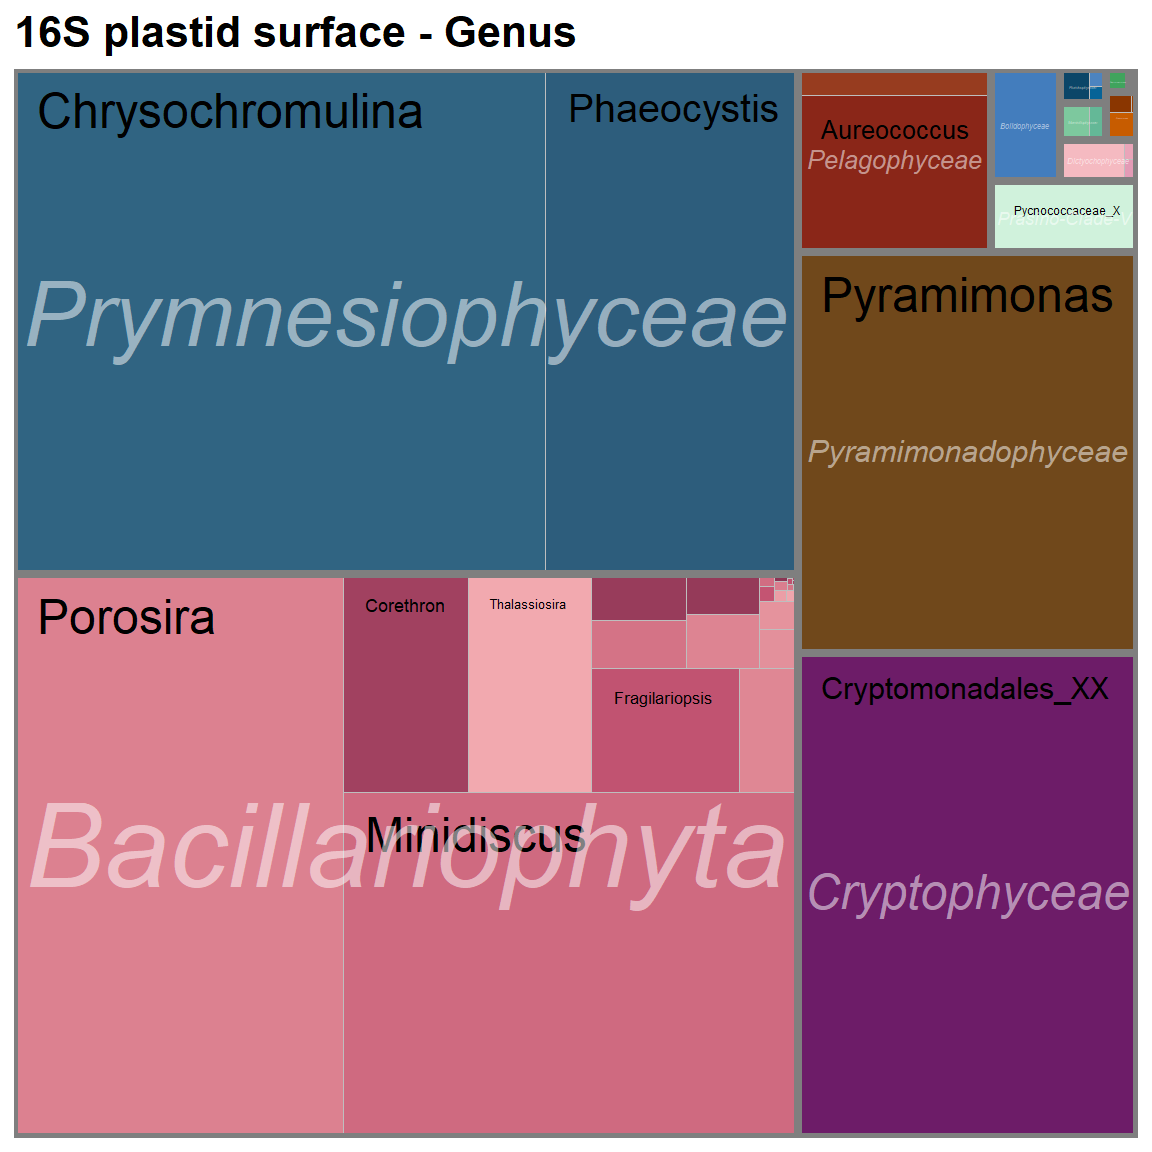 16S plastid surface - Genus
Chrysochromulina
Phaeocystis
Prymnesiophyceae
Aureococcus
Pelagophyceae
Bolidophyceae
Dictyochophyceae
Pycnococcaceae_X
Prasino-Clade-V
Pyramimonas
Pyramimonadophyceae
Porosira
Corethron
Thalassiosira
Fragilariopsis
Minidiscus
Bacillariophyta
Cryptomonadales_XX
Cryptophyceae